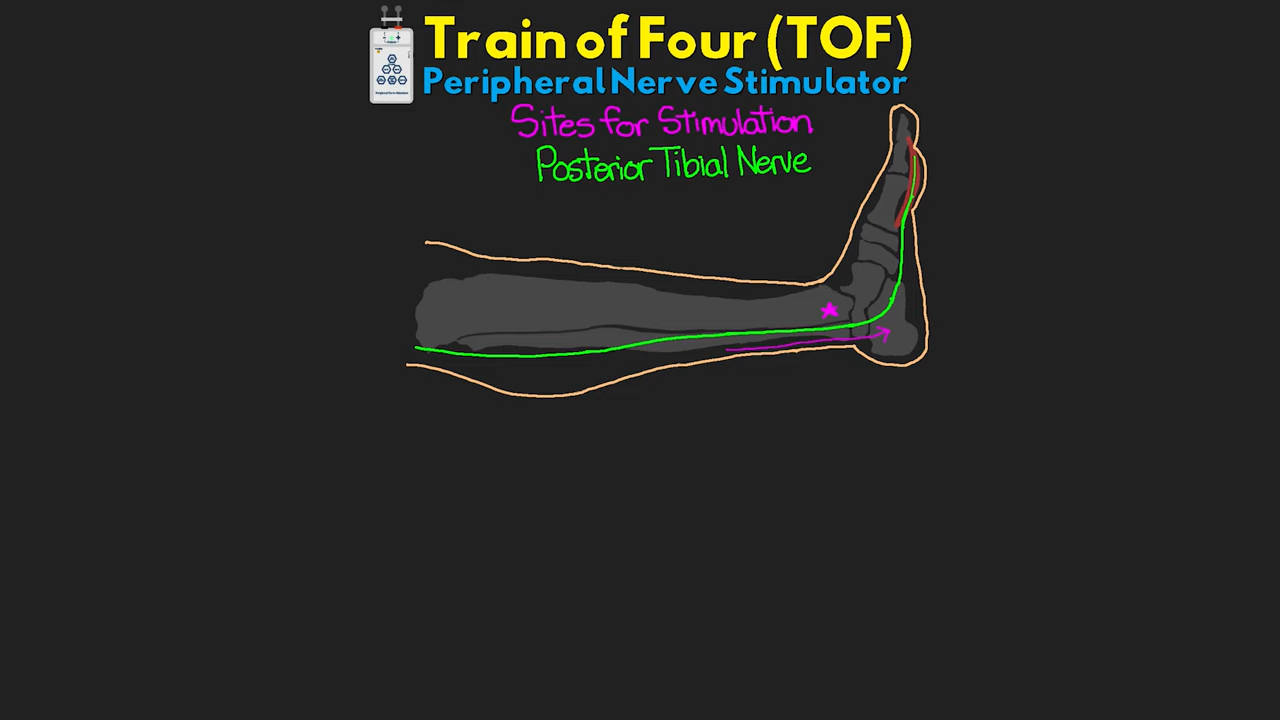 Train of Four (TOF)
Peripheral Nerve Stimulator
Sites for Stimulation
Posterior Tibial Nerve